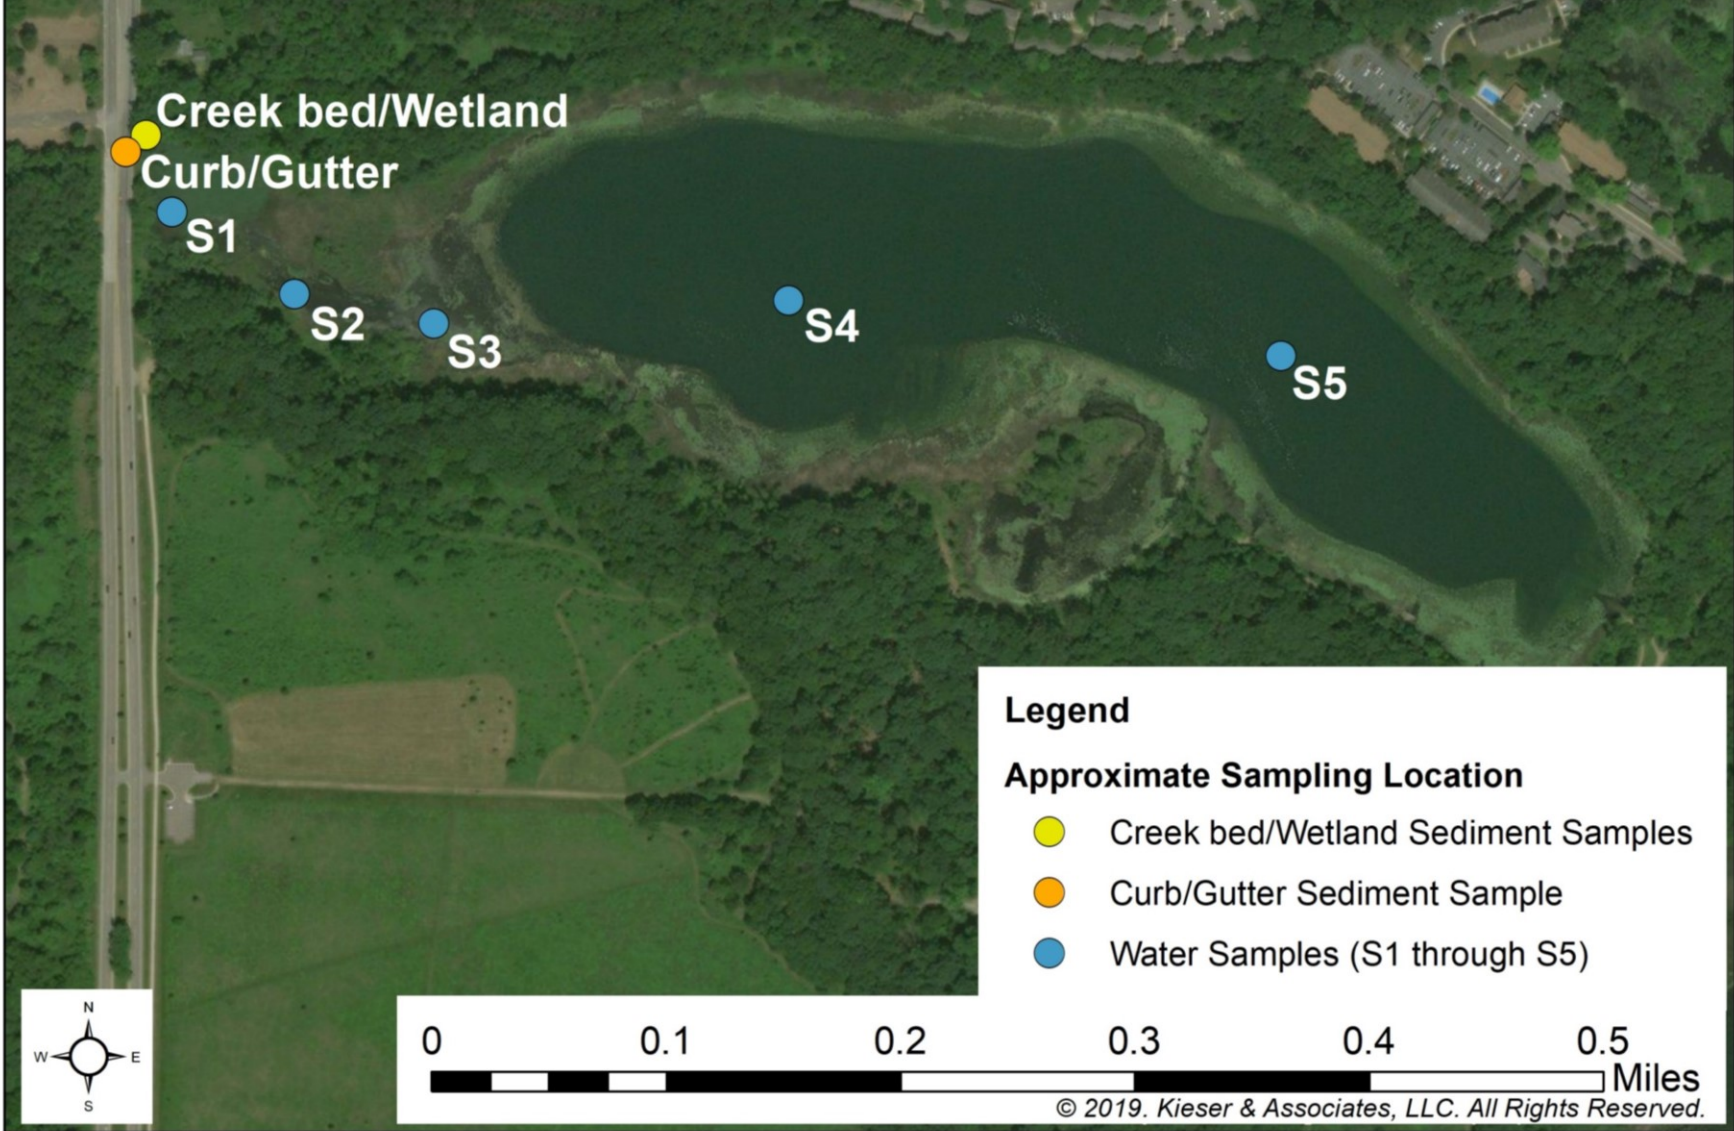 Creek bed/Wetland
Curb/Gutter
S1
S2
S3
S4
S5
Legend
Approximate Sampling Location
Creek bed/Wetland Sediment Samples
Curb/Gutter Sediment Sample
Water Samples (S1 through S5)
N
W E
S
0 0.1 0.2 0.3 0.4 0.5
Miles
© 2019. Kieser & Associates, LLC. All Rights Reserved.